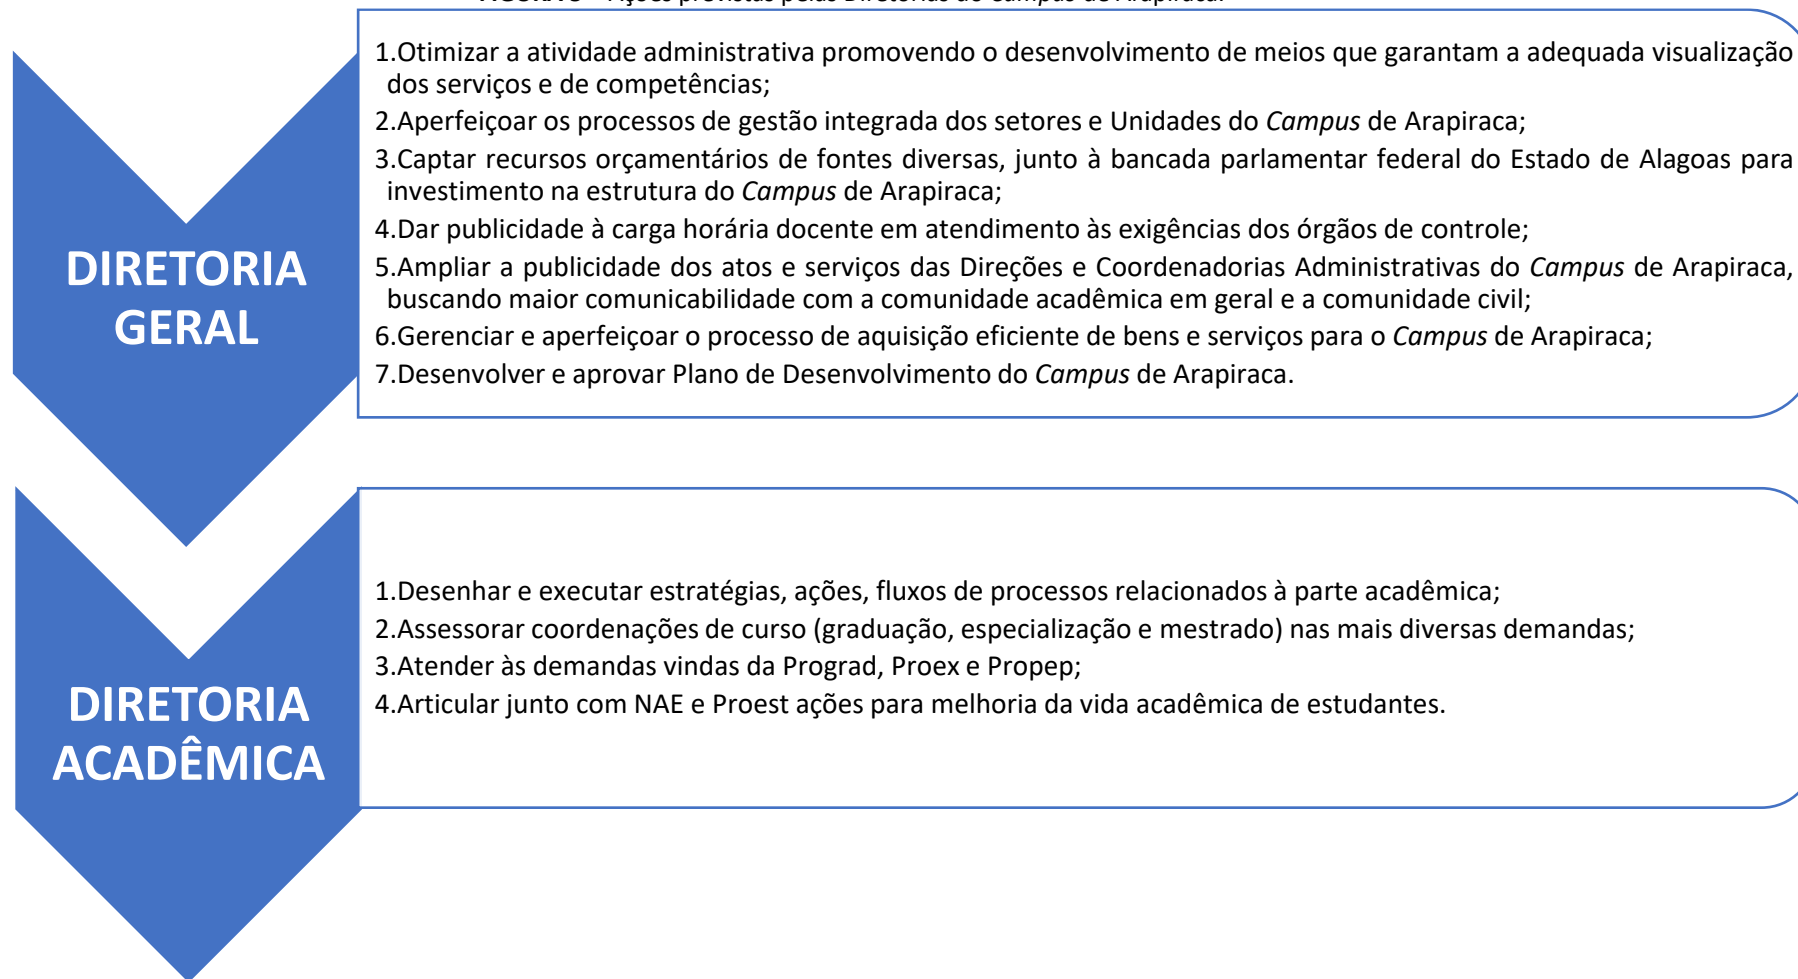 Ações previstas pelas Diretorias do Campus de Arapiraca.
1.Otimizar a atividade administrativa promovendo o desenvolvimento de meios que garantam a adequada visualização
dos serviços e de competências;
2.Aperfeiçoar os processos de gestão integrada dos setores e Unidades do Campus de Arapiraca;
3.Captar recursos orçamentários de fontes diversas, junto à bancada parlamentar federal do Estado de Alagoas para
investimento na estrutura do Campus de Arapiraca;
4.Dar publicidade à carga horária docente em atendimento às exigências dos órgãos de controle;
5.Ampliar a publicidade dos atos e serviços das Direções e Coordenadorias Administrativas do Campus de Arapiraca,
buscando maior comunicabilidade com a comunidade acadêmica em geral e a comunidade civil;
6.Gerenciar e aperfeiçoar o processo de aquisição eficiente de bens e serviços para o Campus de Arapiraca;
7.Desenvolver e aprovar Plano de Desenvolvimento do Campus de Arapiraca.
DIRETORIA
GERAL
1.Desenhar e executar estratégias, ações, fluxos de processos relacionados à parte acadêmica;
2.Assessorar coordenações de curso (graduação, especialização e mestrado) nas mais diversas demandas;
3.Atender às demandas vindas da Prograd, Proex e Propep;
4.Articular junto com NAE e Proest ações para melhoria da vida acadêmica de estudantes.
DIRETORIA
ACADÊMICA